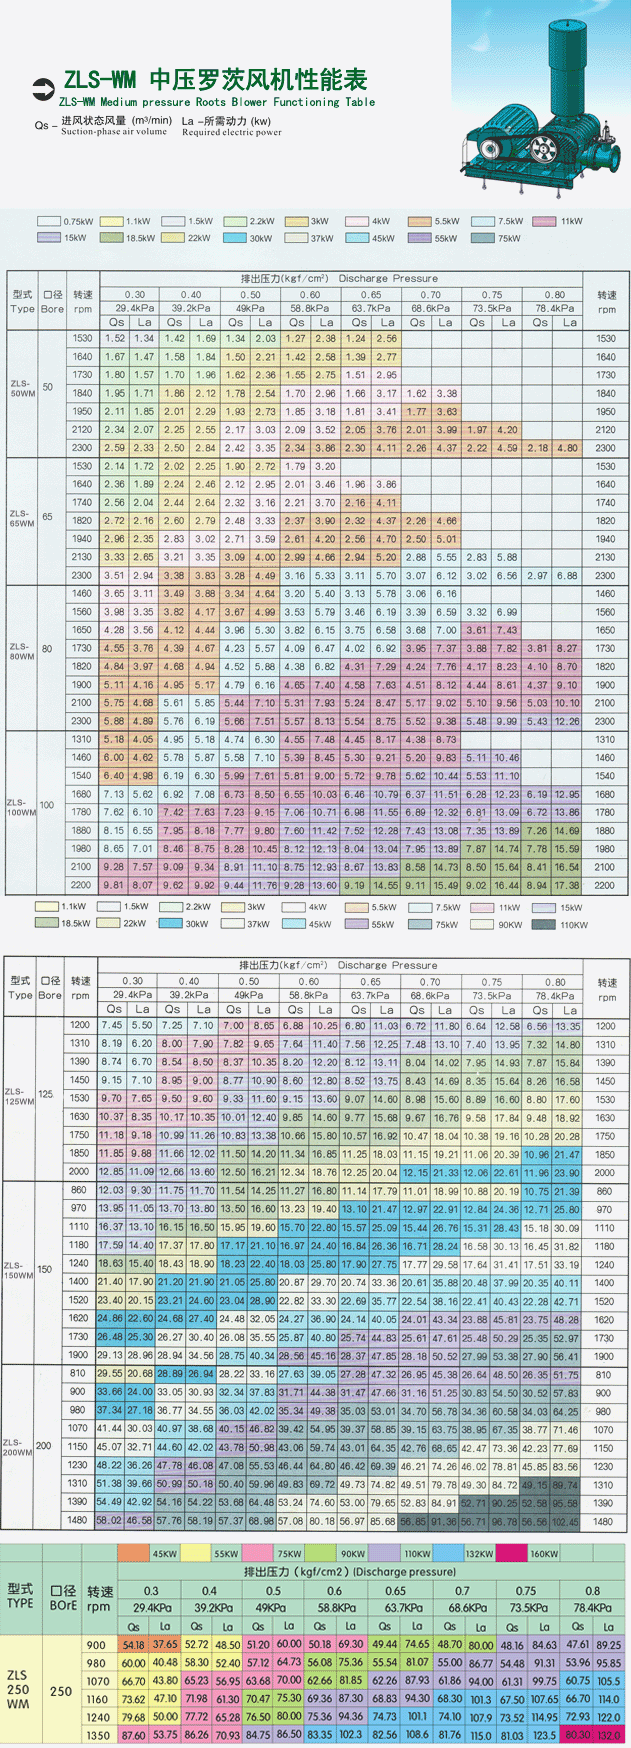 ZLS-WM 中压罗茨风机性能表
ZLS-WM Medium pressure Roots Blower Functioning Table
Qs – 进风状态风量 (m³/min) La –所需动力 (kw)
Suction-phase air volume Required electric power
0.75kW 1.1kW 1.5kW 2.2kW 3kW 4kW 5.5kW 7.5kW 11kW
15kW 18.5kW 22kW 30kW 37kW 45kW 55kW 75kW
排出压力(kgf/cm²) Discharge Pressure
型式 口径 转速 0.30 0.40 0.50 0.60 0.65 0.70 0.75 0.80 转速
Type Bore rpm 29.4kPa 39.2kPa 49kPa 58.8kPa 63.7kPa 68.6kPa 73.5kPa 78.4kPa rpm
Qs La Qs La Qs La Qs La Qs La Qs La Qs La Qs La
ZLS-50WM 50
1530 1.52 1.34 1.42 1.69 1.34 2.03 1.27 2.38 1.24 2.56 1530
1640 1.67 1.47 1.58 1.84 1.50 2.21 1.42 2.58 1.39 2.77 1640
1730 1.80 1.57 1.70 1.96 1.62 2.36 1.55 2.75 1.51 2.95 1730
1840 1.95 1.71 1.86 2.12 1.78 2.54 1.70 2.96 1.66 3.17 1.62 3.38 1840
1950 2.11 1.85 2.01 2.29 1.93 2.73 1.85 3.18 1.81 3.41 1.77 3.63 1950
2120 2.34 2.07 2.25 2.55 2.17 3.03 2.09 3.52 2.05 3.76 2.01 3.99 1.97 4.20 2120
2300 2.59 2.33 2.50 2.84 2.42 3.35 2.34 3.86 2.30 4.11 2.26 4.37 2.22 4.59 2.18 4.80 2300
ZLS-65WM 65
1530 2.14 1.72 2.02 2.25 1.90 2.72 1.79 3.20 1530
1640 2.36 1.89 2.24 2.46 2.12 2.95 2.01 3.46 1.96 3.86 1640
1740 2.56 2.04 2.44 2.64 2.32 3.16 2.21 3.70 2.16 4.11 1740
1820 2.72 2.16 2.60 2.79 2.48 3.33 2.37 3.90 2.32 4.37 2.26 4.66 1820
1940 2.96 2.35 2.83 3.02 2.71 3.59 2.61 4.20 2.56 4.70 2.50 5.01 1940
2130 3.33 2.65 3.21 3.35 3.09 4.00 2.99 4.66 2.94 5.20 2.88 5.55 2.83 5.88 2130
2300 3.51 2.94 3.38 3.83 3.28 4.49 3.16 5.33 3.11 5.70 3.07 6.12 3.02 6.56 2.97 6.88 2300
ZLS-80WM 80
1460 3.65 3.11 3.49 3.88 3.34 4.64 3.20 5.40 3.13 5.78 3.06 6.16 1460
1560 3.98 3.35 3.82 4.17 3.67 4.99 3.53 5.79 3.46 6.19 3.39 6.59 3.32 6.99 1560
1650 4.28 3.56 4.12 4.44 3.96 5.30 3.82 6.15 3.75 6.58 3.68 7.00 3.61 7.43 1650
1730 4.55 3.76 4.39 4.67 4.23 5.57 4.09 6.47 4.02 6.92 3.95 7.37 3.88 7.82 3.81 8.27 1730
1820 4.84 3.97 4.68 4.94 4.52 5.88 4.38 6.82 4.31 7.29 4.24 7.76 4.17 8.23 4.10 8.70 1820
1900 5.11 4.16 4.95 5.17 4.79 6.16 4.65 7.40 4.58 7.63 4.51 8.12 4.44 8.61 4.37 9.10 1900
2100 5.75 4.68 5.61 5.85 5.44 7.10 5.31 7.93 5.24 8.47 5.17 9.02 5.10 9.56 5.03 10.10 2100
2300 5.88 4.89 5.76 6.19 5.66 7.51 5.57 8.13 5.54 8.75 5.52 9.38 5.48 9.99 5.43 12.26 2300
ZLS-100WM 100
1310 5.18 4.05 4.95 5.18 4.74 6.30 4.55 7.48 4.45 8.17 4.38 8.73 1310
1460 6.00 4.62 5.78 5.87 5.58 7.10 5.39 8.45 5.30 9.21 5.20 9.83 5.11 10.46 1460
1540 6.40 4.98 6.19 6.30 5.99 7.61 5.81 9.00 5.72 9.78 5.62 10.44 5.53 11.10 1540
1680 7.13 5.62 6.92 7.08 6.73 8.50 6.55 10.03 6.46 10.79 6.37 11.51 6.28 12.23 6.19 12.95 1680
1780 7.62 6.10 7.42 7.63 7.23 9.15 7.06 10.71 6.98 11.55 6.89 12.32 6.81 13.09 6.72 13.86 1780
1880 8.15 6.55 7.95 8.18 7.77 9.80 7.60 11.42 7.52 12.28 7.43 13.08 7.35 13.89 7.26 14.69 1880
1980 8.65 7.01 8.46 8.75 8.28 10.45 8.12 12.13 8.04 13.04 7.95 13.89 7.87 14.74 7.78 15.59 1980
2100 9.28 7.57 9.09 9.34 8.91 11.10 8.75 12.93 8.67 13.83 8.58 14.73 8.50 15.64 8.41 16.54 2100
2200 9.81 8.07 9.62 9.92 9.44 11.76 9.28 13.60 9.19 14.55 9.11 15.49 9.02 16.44 8.94 17.38 2200
1.1kW 1.5kW 2.2kW 3kW 4kW 5.5kW 7.5kW 11kW 15kW
18.5kW 22kW 30kW 37kW 45kW 55kW 75kW 90KW 110KW
排出压力(kgf/cm²) Discharge Pressure
型式 口径 转速 0.30 0.40 0.50 0.60 0.65 0.70 0.75 0.80 转速
Type Bore rpm 29.4kPa 39.2kPa 49kPa 58.8kPa 63.7kPa 68.6kPa 73.5kPa 78.4kPa rpm
Qs La Qs La Qs La Qs La Qs La Qs La Qs La Qs La
ZLS-125WM 125
1200 7.45 5.50 7.25 7.10 7.00 8.65 6.88 10.25 6.80 11.03 6.72 11.80 6.64 12.58 6.56 13.35 1200
1310 8.19 6.20 8.00 7.90 7.82 9.65 7.64 11.40 7.56 12.25 7.48 13.10 7.40 13.95 7.32 14.80 1310
1390 8.74 6.70 8.54 8.50 8.37 10.35 8.20 12.20 8.12 13.11 8.04 14.02 7.95 14.93 7.87 15.84 1390
1450 9.15 7.10 8.95 9.00 8.77 10.90 8.60 12.80 8.52 13.75 8.43 14.69 8.35 15.64 8.26 16.58 1450
1530 9.70 7.65 9.50 9.60 9.33 11.60 9.15 13.60 9.07 14.60 8.98 15.60 8.89 16.60 8.80 17.60 1530
1630 10.37 8.35 10.17 10.35 10.01 12.40 9.85 14.60 9.77 15.68 9.67 16.76 9.58 17.84 9.48 18.92 1630
1750 11.18 9.18 10.99 11.26 10.83 13.38 10.66 15.80 10.57 16.92 10.47 18.04 10.38 19.16 10.28 20.28 1750
1850 11.85 9.88 11.66 12.02 11.50 14.20 11.34 16.85 11.25 18.03 11.15 19.21 11.06 20.39 10.96 21.47 1850
2000 12.85 11.09 12.66 13.60 12.50 16.21 12.34 18.76 12.25 20.04 12.15 21.33 12.06 22.61 11.96 23.90 2000
ZLS-150WM 150
860 12.03 9.30 11.75 11.70 11.54 14.25 11.27 16.80 11.14 17.79 11.01 18.99 10.88 20.19 10.75 21.39 860
970 13.95 11.05 13.70 13.80 13.50 16.60 13.23 19.40 13.10 21.47 12.97 22.91 12.84 24.36 12.71 25.80 970
1110 16.37 13.10 16.15 16.50 15.95 19.60 15.70 22.80 15.57 25.09 15.44 26.76 15.31 28.43 15.18 30.09 1110
1180 17.59 14.40 17.37 17.80 17.17 21.10 16.97 24.40 16.84 26.36 16.71 28.24 16.58 30.13 16.45 31.82 1180
1240 18.63 15.40 18.43 18.90 18.23 22.40 18.03 25.80 17.90 27.75 17.77 29.58 17.64 31.41 17.51 33.19 1240
1400 21.40 17.90 21.20 21.90 21.05 25.80 20.87 29.70 20.74 33.36 20.61 35.88 20.48 37.99 20.35 40.11 1400
1520 23.40 20.15 23.21 24.60 23.04 28.90 22.82 33.30 22.69 35.77 22.54 38.16 22.41 40.43 22.28 42.71 1520
1620 24.86 22.60 24.68 27.40 24.48 32.05 24.27 36.90 24.14 40.05 24.01 43.34 23.88 45.81 23.75 48.28 1620
1730 26.48 25.30 26.27 30.40 26.08 35.55 25.87 40.80 25.74 44.83 25.61 47.61 25.48 50.29 25.35 52.97 1730
1900 29.13 28.96 28.94 34.56 28.75 40.34 28.56 45.16 28.37 47.85 28.18 50.52 27.99 53.38 27.90 56.41 1900
ZLS-200WM 200
810 29.55 20.68 28.89 26.94 28.22 33.16 27.63 39.05 27.28 47.32 26.95 45.38 26.64 48.50 26.35 51.75 810
900 33.66 24.00 33.05 30.93 32.34 37.83 31.71 44.38 31.47 47.66 31.16 51.25 30.83 54.50 30.52 57.83 900
980 37.34 27.18 36.77 34.55 36.03 42.02 35.34 49.38 35.03 53.01 34.70 56.78 34.36 60.58 34.03 64.25 980
1070 41.44 30.03 40.97 38.68 40.15 46.82 39.42 54.95 39.37 58.85 39.15 63.75 38.95 67.35 38.77 71.46 1070
1150 45.07 32.71 44.60 42.02 43.78 50.98 43.06 59.74 43.01 64.35 42.76 68.65 42.47 73.36 42.23 77.69 1150
1230 48.22 36.26 47.78 46.08 47.08 55.53 46.44 64.80 46.42 69.39 46.21 74.26 46.02 78.81 45.85 83.56 1230
1310 51.38 39.66 50.99 50.18 50.40 59.96 49.83 69.72 49.73 74.82 49.51 79.78 49.30 84.72 49.15 89.74 1310
1390 54.49 42.92 54.16 54.22 53.68 64.48 53.24 74.60 53.00 79.65 52.83 84.91 52.71 90.25 52.58 95.58 1390
1480 58.02 46.58 57.76 58.19 57.37 68.98 57.08 80.18 56.97 85.68 56.85 91.36 56.71 96.78 56.56 102.45 1480
45KW 55KW 75KW 90KW 110KW 132KW 160KW
排出压力 (kgf/cm2) (Discharge pressure)
型式 口径 转速 0.3 0.4 0.5 0.6 0.65 0.7 0.75 0.8
TYPE BOrE rpm 29.4KPa 39.2KPa 49KPa 58.8KPa 63.7KPa 68.6KPa 73.5KPa 78.4KPa
Qs La Qs La Qs La Qs La Qs La Qs La Qs La Qs La
ZLS 250 WM 250
900 54.18 37.65 52.72 48.50 51.20 60.00 50.18 69.30 49.44 74.65 48.70 80.00 48.16 84.63 47.61 89.25
980 60.00 40.48 58.30 52.40 57.12 64.73 56.08 75.36 55.54 81.07 55.00 86.77 54.48 91.31 53.96 95.85
1070 66.70 43.80 65.23 56.95 63.68 70.00 62.66 81.85 62.26 87.93 61.86 94.00 61.31 99.75 60.75 105.5
1160 73.62 47.10 71.98 61.30 70.47 75.30 69.36 87.30 68.83 94.30 68.30 101.3 67.50 107.65 66.70 114.0
1240 79.68 50.00 77.72 65.28 76.50 80.00 75.36 94.36 74.73 101.1 74.10 107.9 73.52 114.95 72.93 122.0
1350 87.60 53.75 86.26 70.93 84.75 86.50 83.35 102.3 82.56 108.6 81.76 115.0 81.03 123.5 80.30 132.0